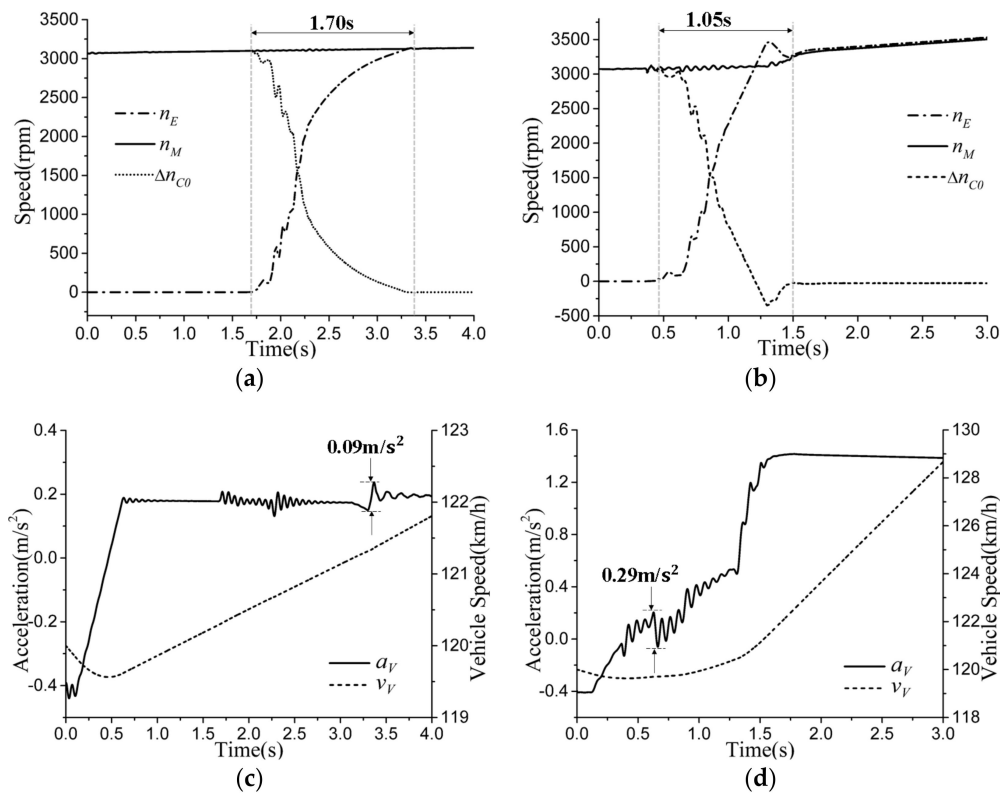 1.70s
3500
3000
2500
2000
1500
1000
500
0
Speed(rpm)
n_E
n_M
Δn_C0
0.0 0.5 1.0 1.5 2.0 2.5 3.0 3.5 4.0
Time(s)
(a)
1.05s
3500
3000
2500
2000
1500
1000
500
0
-500
Speed(rpm)
n_E
n_M
Δn_C0
0.0 0.5 1.0 1.5 2.0 2.5 3.0
Time(s)
(b)
0.09m/s²
0.4
0.2
0.0
-0.2
-0.4
Acceleration(m/s²)
a_V
v_V
123
122
121
120
119
Vehicle Speed(km/h)
0.0 0.5 1.0 1.5 2.0 2.5 3.0 3.5 4.0
Time(s)
(c)
0.29m/s²
1.6
1.2
0.8
0.4
0.0
-0.4
Acceleration(m/s²)
a_V
v_V
130
128
126
124
122
120
118
Vehicle Speed(km/h)
0.0 0.5 1.0 1.5 2.0 2.5 3.0
Time(s)
(d)